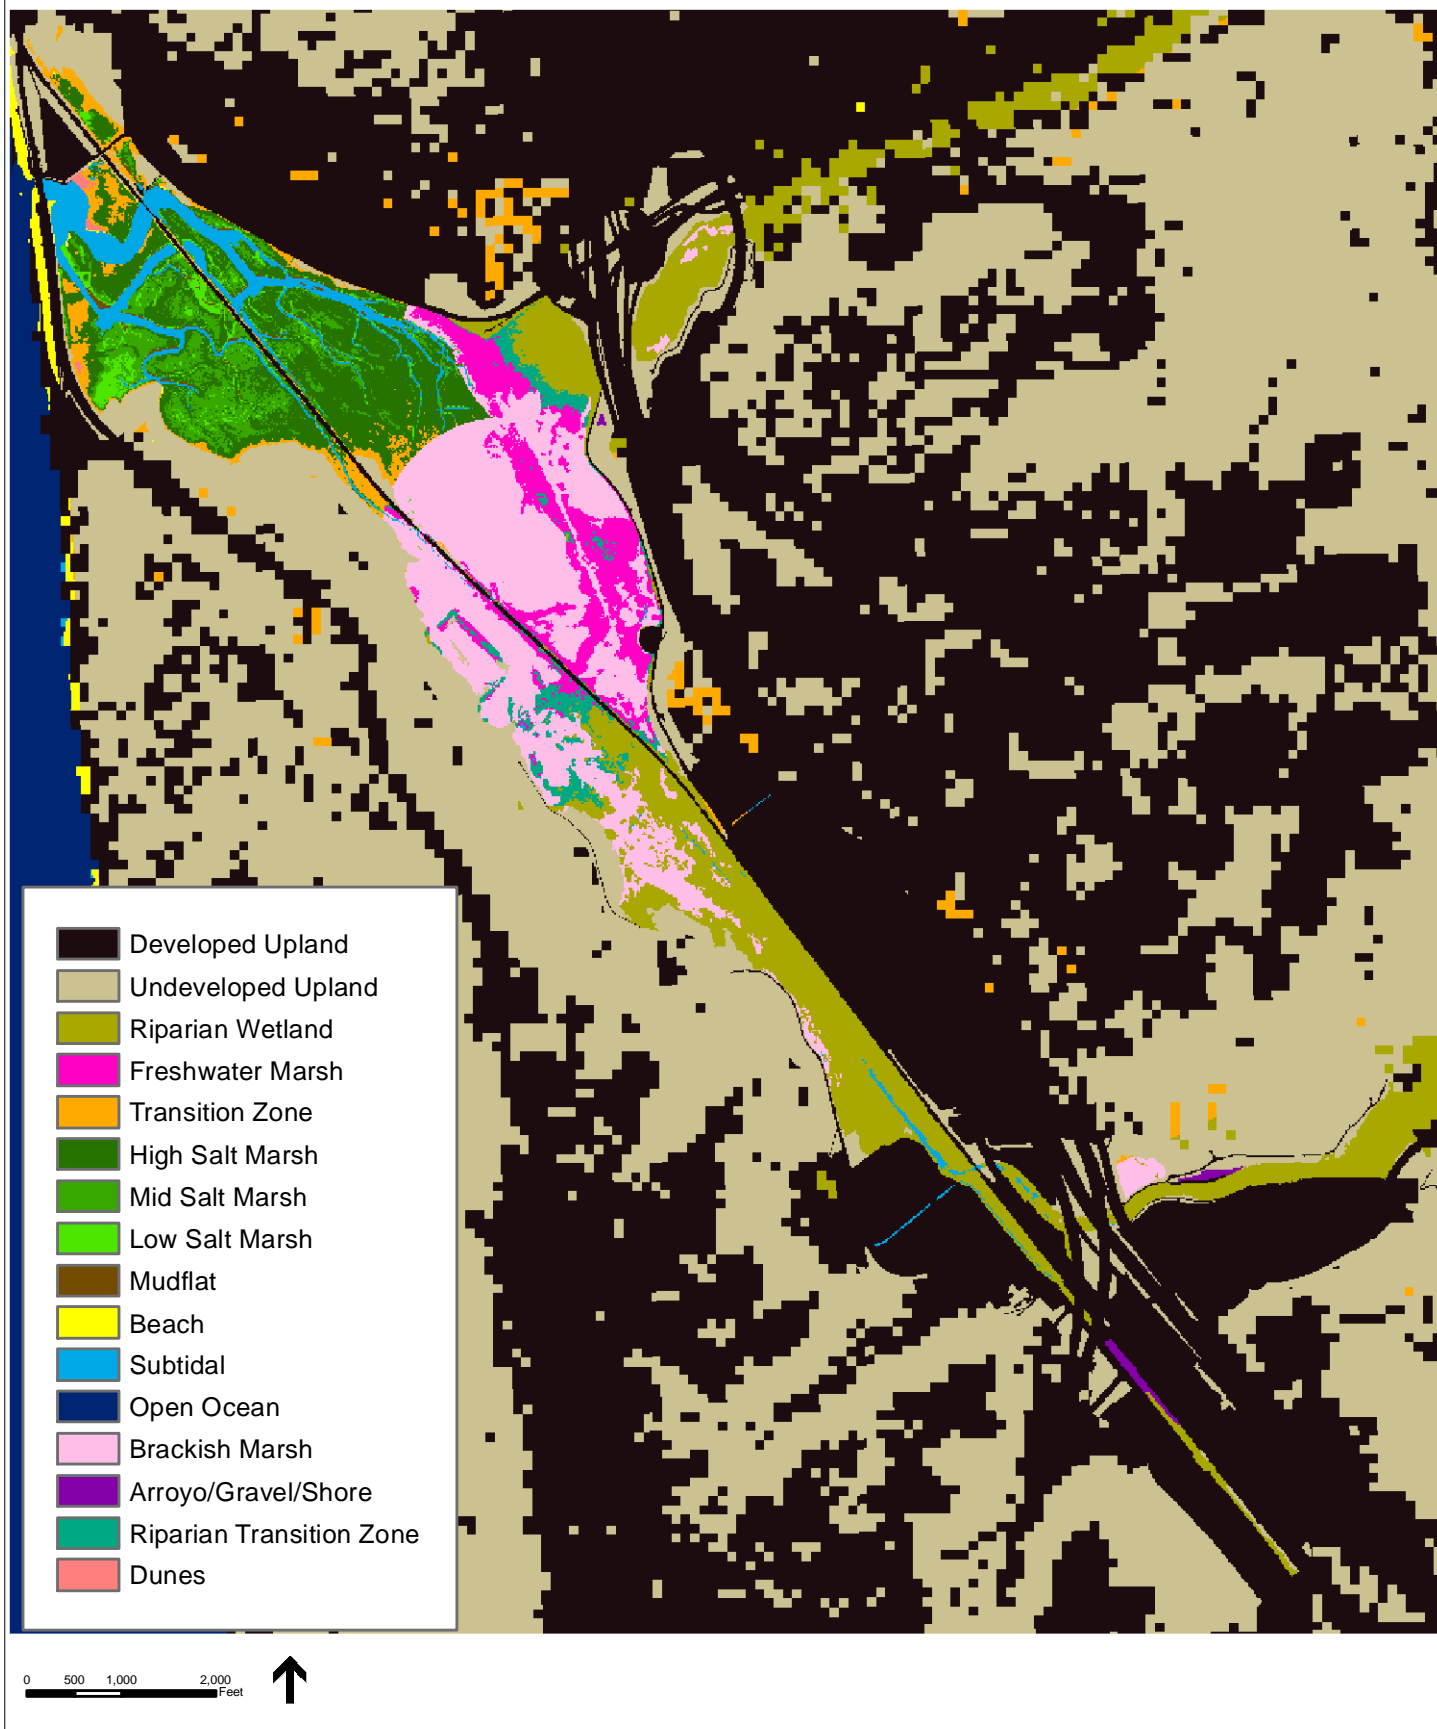 Developed Upland
Undeveloped Upland
Riparian Wetland
Freshwater Marsh
Transition Zone
High Salt Marsh
Mid Salt Marsh
Low Salt Marsh
Mudflat
Beach
Subtidal
Open Ocean
Brackish Marsh
Arroyo/Gravel/Shore
Riparian Transition Zone
Dunes
0 500 1,000 2,000
Feet